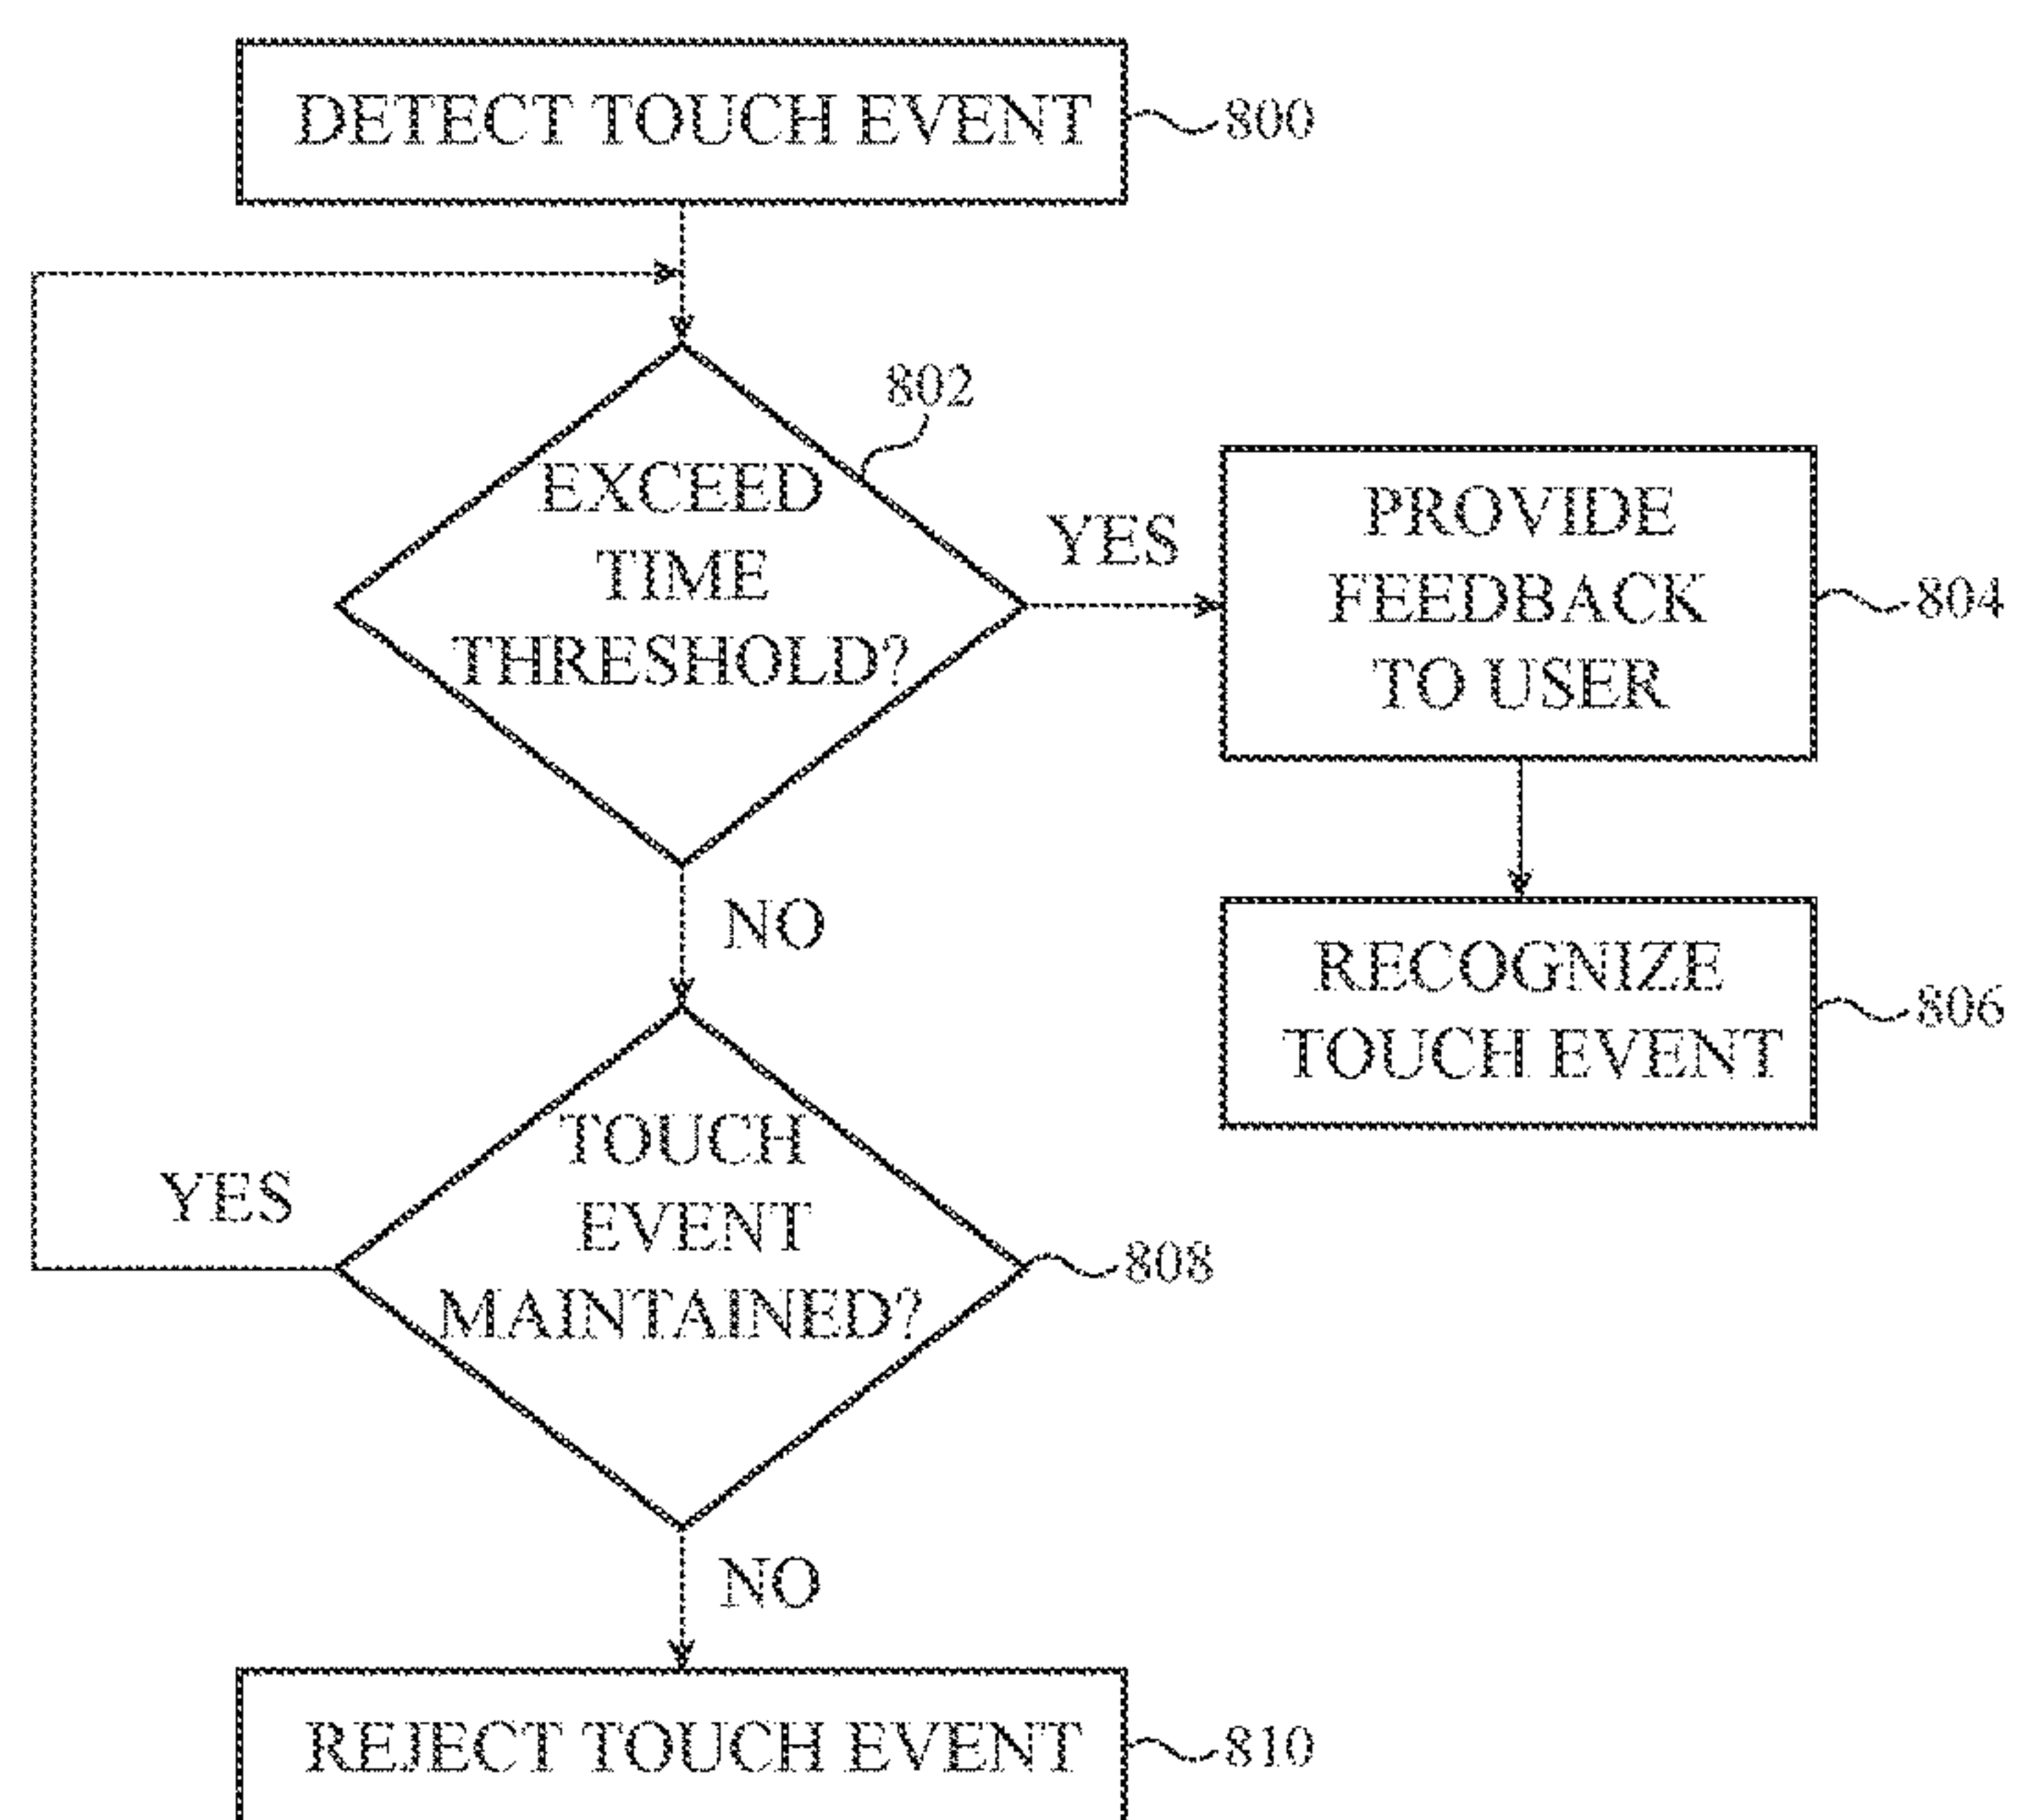 DETECT TOUCH EVENT
800
802
EXCEED
TIME
THRESHOLD?
YES
PROVIDE
FEEDBACK
TO USER
804
NO
RECOGNIZE
TOUCH EVENT
806
TOUCH
EVENT
MAINTAINED?
YES
808
NO
REJECT TOUCH EVENT
810